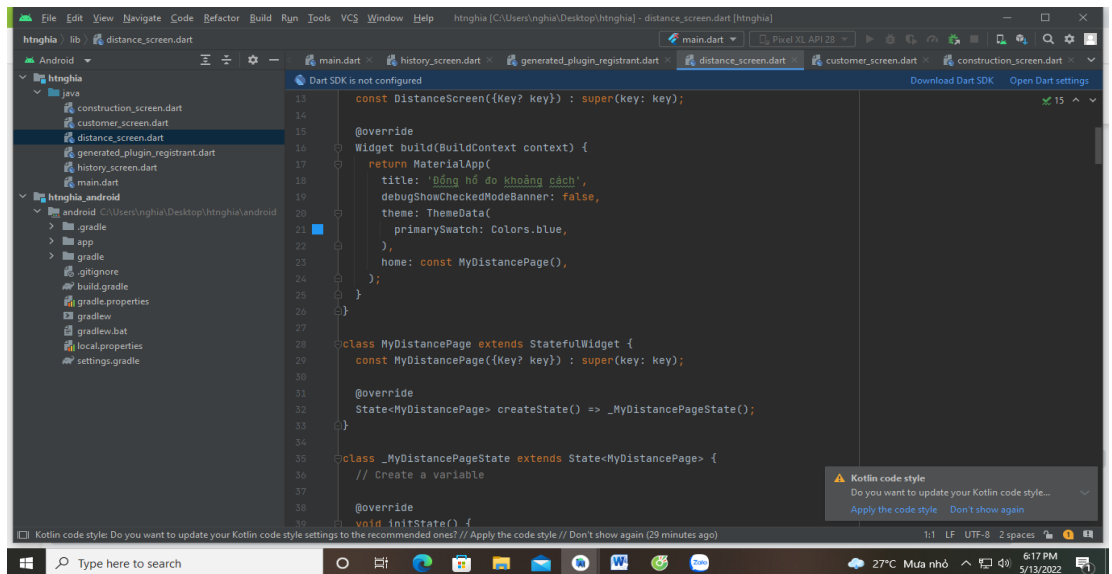 File Edit View Navigate Code Refactor Build Run Tools VCS Window Help htnghia [C:\Users\nghia\Desktop\htnghia] - distance_screen.dart [htnghia]
htnghia lib distance_screen.dart
main.dart Pixel XL API 28
Android
main.dart history_screen.dart generated_plugin_registrant.dart distance_screen.dart customer_screen.dart construction_screen.dart
Dart SDK is not configured Download Dart SDK Open Dart settings
htnghia
java
construction_screen.dart
customer_screen.dart
distance_screen.dart
generated_plugin_registrant.dart
history_screen.dart
main.dart
htnghia_android
android C:\Users\nghia\Desktop\htnghia\android
.gradle
app
gradle
.gitignore
build.gradle
gradle.properties
gradlew
gradlew.bat
local.properties
settings.gradle
15
13 const DistanceScreen({Key? key}) : super(key: key);
14
15 @override
16 Widget build(BuildContext context) {
17 return MaterialApp(
18 title: 'Đồng hồ đo khoảng cách',
19 debugShowCheckedModeBanner: false,
20 theme: ThemeData(
21 primarySwatch: Colors.blue,
22 ),
23 home: const MyDistancePage(),
24 );
25 }
26 }
27
28 class MyDistancePage extends StatefulWidget {
29 const MyDistancePage({Key? key}) : super(key: key);
30
31 @override
32 State<MyDistancePage> createState() => _MyDistancePageState();
33 }
34
35 class _MyDistancePageState extends State<MyDistancePage> {
36 // Create a variable
37
38 @override
39 void initState() {
Kotlin code style
Do you want to update your Kotlin code style...
Apply the code style Don't show again
Kotlin code style: Do you want to update your Kotlin code style settings to the recommended ones? // Apply the code style // Don't show again (29 minutes ago) 1:1 LF UTF-8 2 spaces 1
Type here to search
W
Zalo
27°C Mưa nhỏ
6:17 PM
5/13/2022